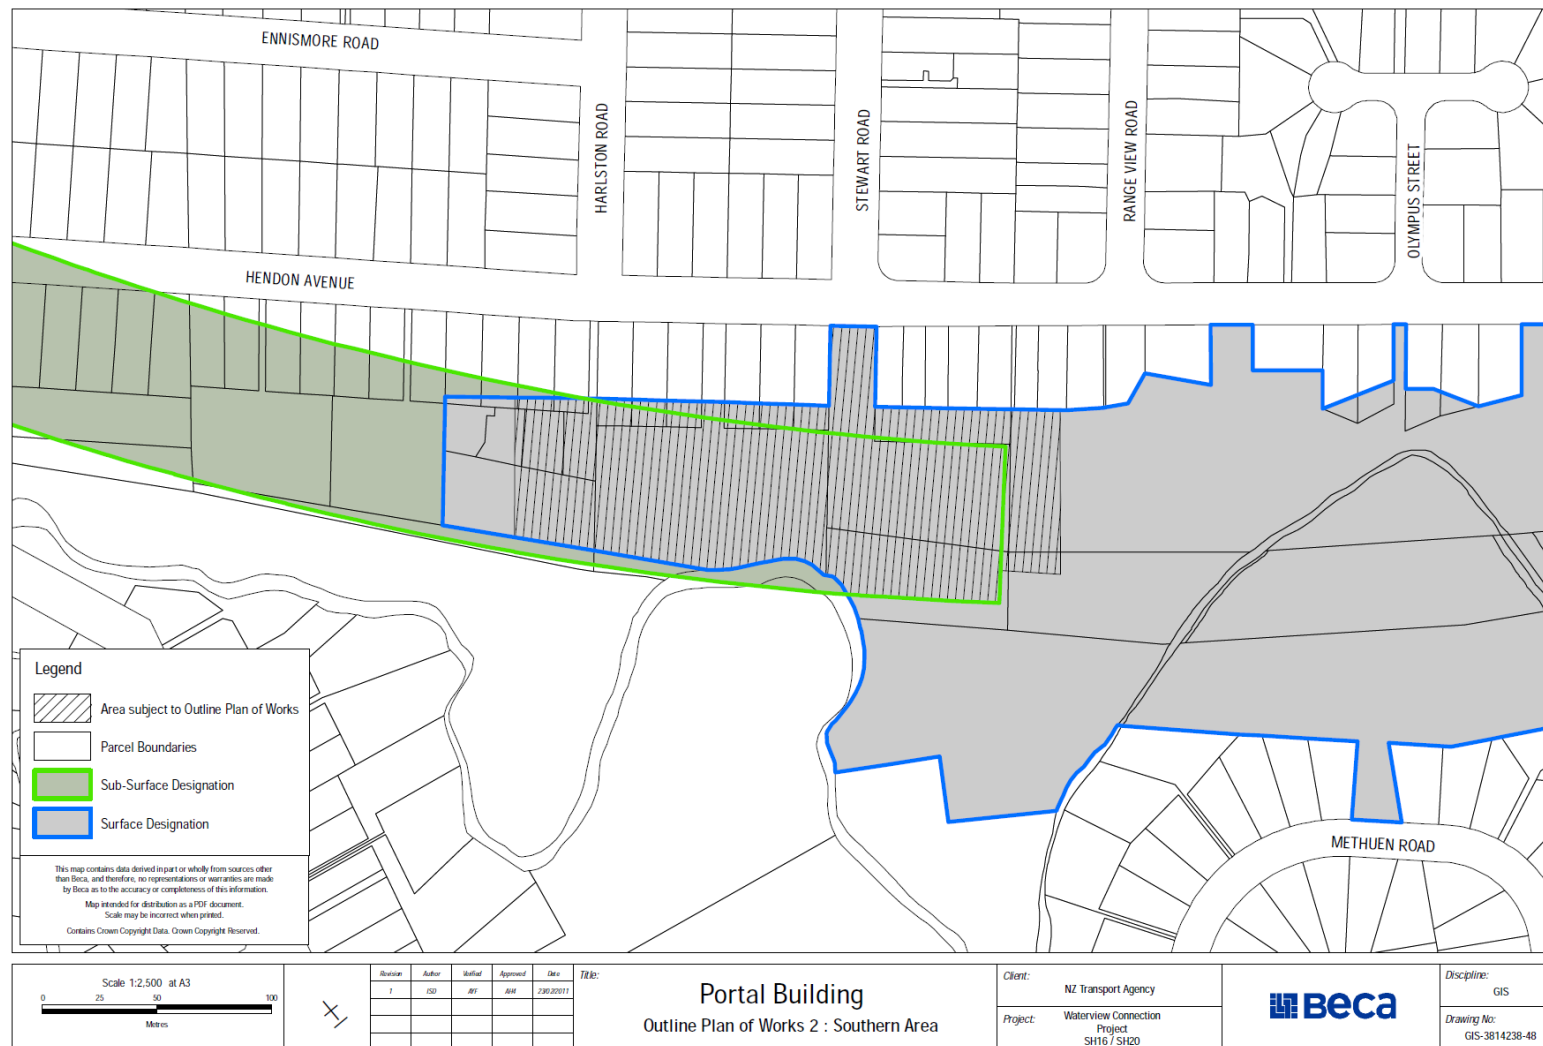 ENNISMORE ROAD
HARLSTON ROAD
STEWART ROAD
RANGE VIEW ROAD
OLYMPUS STREET
HENDON AVENUE
METHUEN ROAD
Legend
Area subject to Outline Plan of Works
Parcel Boundaries
Sub-Surface Designation
Surface Designation
This map contains data derived in part or wholly from sources other
than Beca, and therefore, no representations or warranties are made
by Beca as to the accuracy or completeness of this information.
Map intended for distribution as a PDF document.
Scale may be incorrect when printed.
Contains Crown Copyright Data. Crown Copyright Reserved.
Scale 1:2,500 at A3
0 25 50 100
Metres
Revision Author Verified Approved Date
1
Title:
Portal Building
Outline Plan of Works 2 : Southern Area
Client:
NZ Transport Agency
Project:
Waterview Connection
Project
SH16 / SH20
Beca
Discipline:
GIS
Drawing No:
GIS-3814238-48